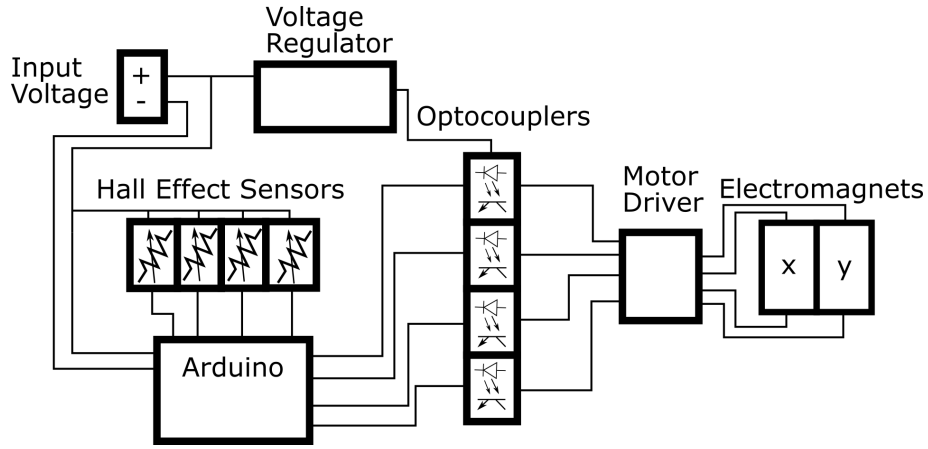 Voltage
Regulator
Input
Voltage
+
-
Optocouplers
Hall Effect Sensors
Motor
Driver
Electromagnets
x
y
Arduino